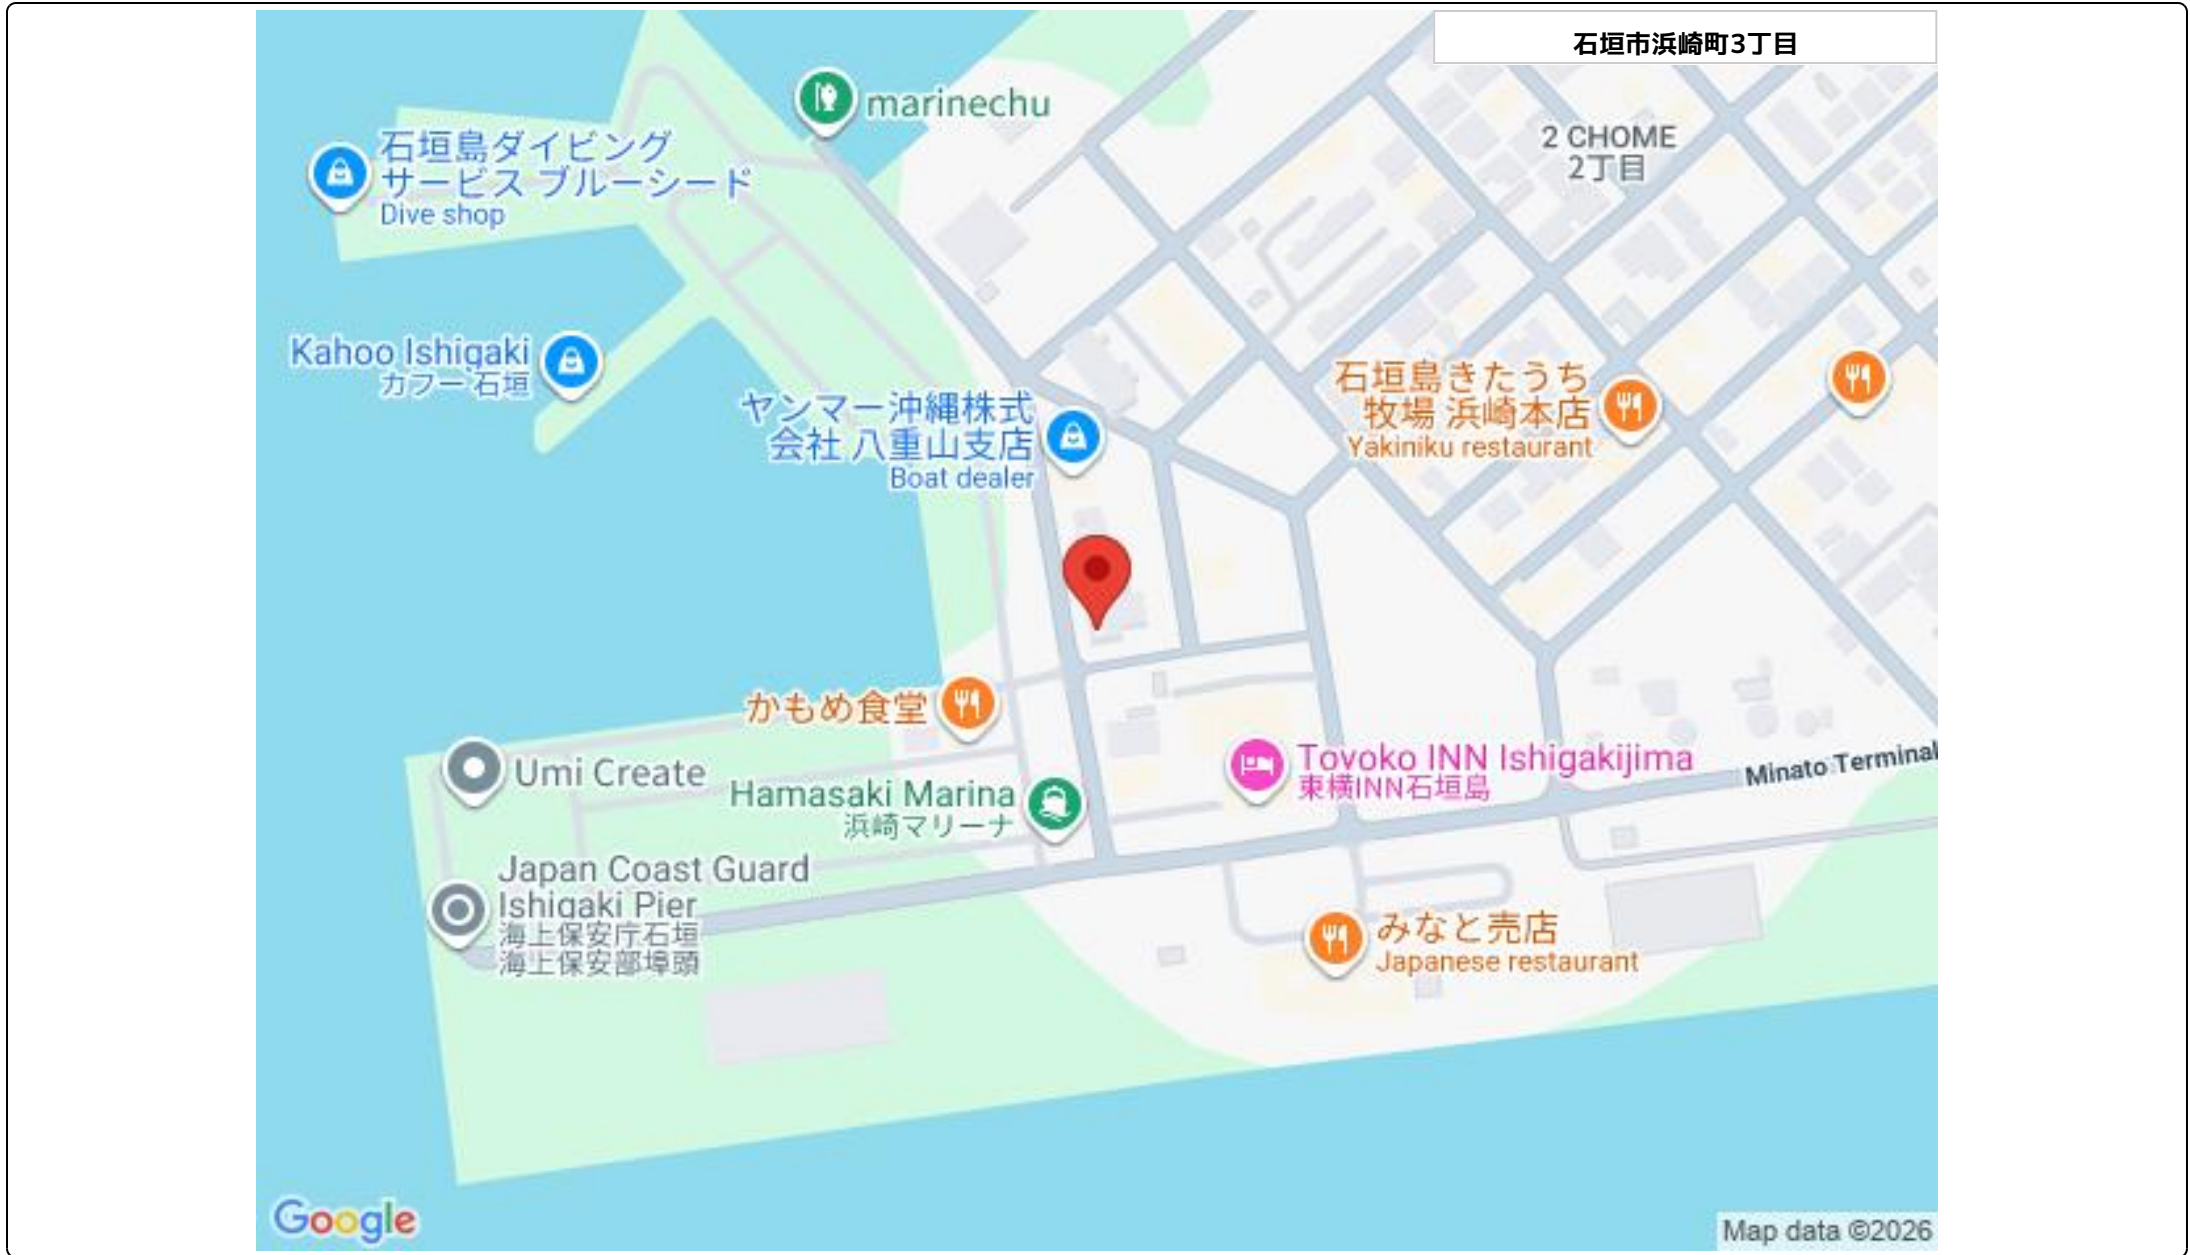 石垣市浜崎町3丁目
marinechu
2 CHOME
2丁目
石垣島ダイビング
サービス ブルーシード
Dive shop
Kahoo Ishigaki
カフー 石垣
石垣島きたうち
牧場 浜崎本店
Yakiniku restaurant
ヤンマー沖縄株式
会社 八重山支店
Boat dealer
かもめ食堂
Umi Create
Toyoko INN Ishigakijima
東横INN石垣島
Minato Terminal
Hamasaki Marina
浜崎マリーナ
Japan Coast Guard
Ishigaki Pier
海上保安庁石垣
海上保安部埠頭
みなと売店
Japanese restaurant
Google
Map data ©2026